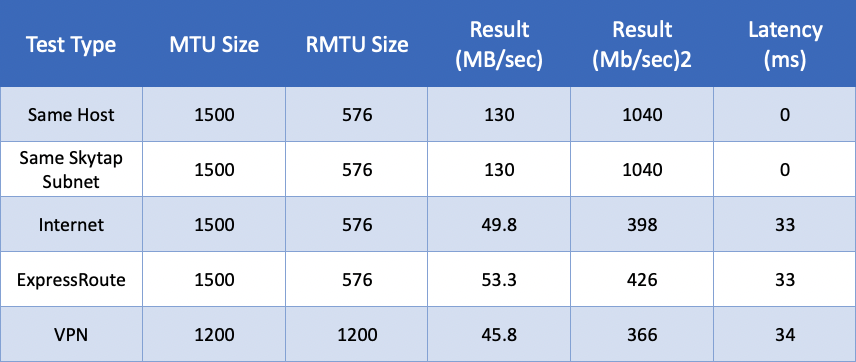 Test Type MTU Size RMTU Size Result (MB/sec) Result (Mb/sec)2 Latency (ms)
Same Host 1500 576 130 1040 0
Same Skytap Subnet 1500 576 130 1040 0
Internet 1500 576 49.8 398 33
ExpressRoute 1500 576 53.3 426 33
VPN 1200 1200 45.8 366 34